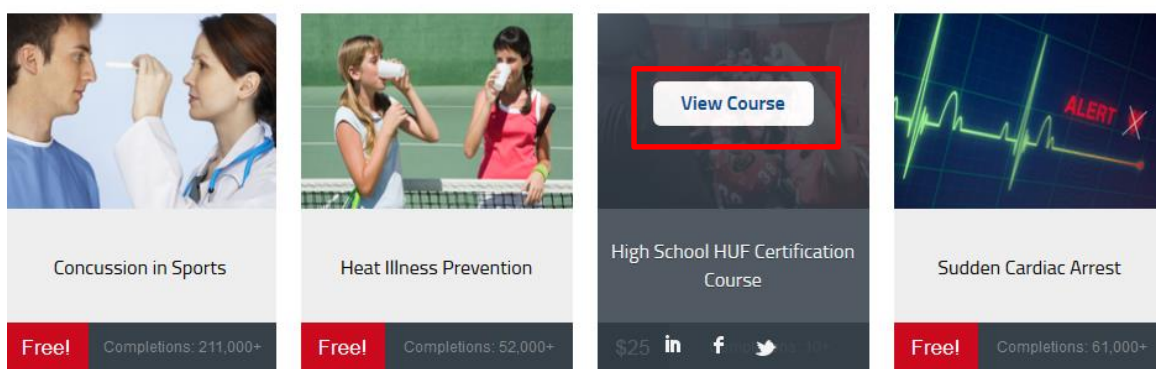 View Course
ALERT
Concussion in Sports
Heat Illness Prevention
High School HUF Certification
Course
Sudden Cardiac Arrest
Free! Completions: 211,000+
Free! Completions: 52,000+
$25 in f
Free! Completions: 61,000+